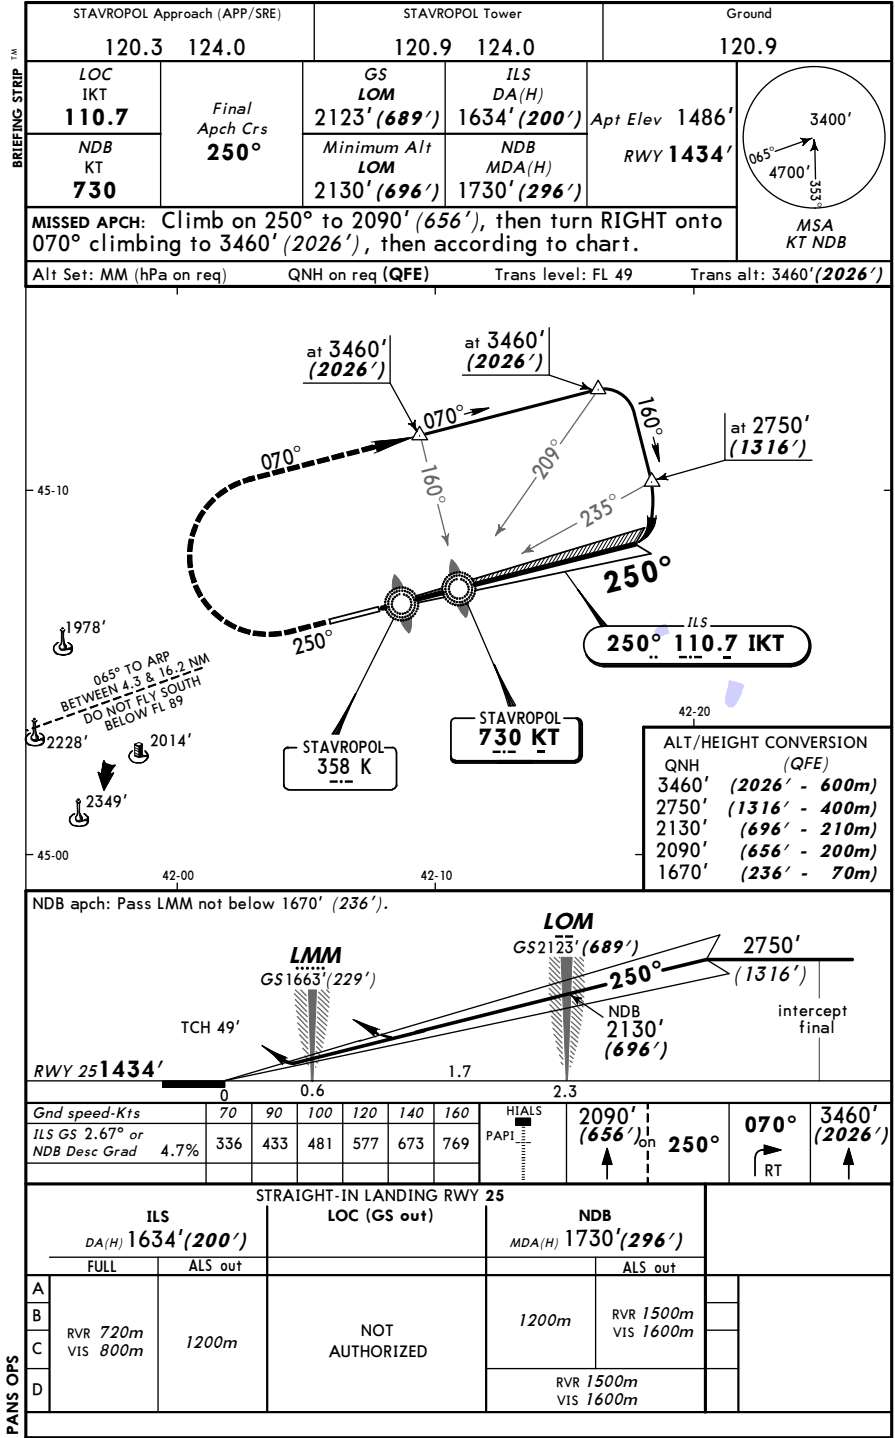 STAVROPOL Approach (APP/SRE)
120.3 124.0
STAVROPOL Tower
120.9 124.0
Ground
120.9
BRIEFING STRIP ™
LOC
IKT
110.7
NDB
KT
730
Final
Apch Crs
250°
GS
LOM
2123' (689')
Minimum Alt
LOM
2130' (696')
ILS
DA(H)
1634' (200')
NDB
MDA(H)
1730' (296')
Apt Elev 1486'
RWY 1434'
3400'
065°
4700'
353°
MSA
KT NDB
MISSED APCH: Climb on 250° to 2090' (656'), then turn RIGHT onto
070° climbing to 3460' (2026'), then according to chart.
Alt Set: MM (hPa on req) QNH on req (QFE) Trans level: FL 49 Trans alt: 3460' (2026')
42-00
42-10
42-20
at 3460'
(2026')
at 3460'
(2026')
070°
160°
at 2750'
(1316')
070°
45-10
160°
209°
235°
250°
250°
ILS
250° 110.7 IKT
1978'
065° TO ARP
BETWEEN 4.3 & 16.2 NM
DO NOT FLY SOUTH
BELOW FL 89
2228'
2014'
2349'
STAVROPOL
358 K
STAVROPOL
730 KT
ALT/HEIGHT CONVERSION
QNH (QFE)
3460' (2026' - 600m)
2750' (1316' - 400m)
2130' (696' - 210m)
2090' (656' - 200m)
1670' (236' - 70m)
45-00
42-00
42-10
NDB apch: Pass LMM not below 1670' (236').
LOM
GS2123' (689')
LMM
GS1663' (229')
2750'
(1316')
250°
NDB
2130'
(696')
intercept
final
TCH 49'
RWY 25 1434'
1.7
0
0.6
2.3
Gnd speed-Kts 70 90 100 120 140 160
ILS GS 2.67° or
NDB Desc Grad 4.7% 336 433 481 577 673 769
HIALS
PAPI
2090'
(656')
on
250°
070°
RT
3460'
(2026')
STRAIGHT-IN LANDING RWY 25
ILS
DA(H) 1634' (200')
LOC (GS out)
NDB
MDA(H) 1730' (296')
FULL
ALS out
ALS out
A
B
C
D
RVR 720m
VIS 800m
1200m
NOT
AUTHORIZED
1200m
RVR 1500m
VIS 1600m
RVR 1500m
VIS 1600m
PANS OPS